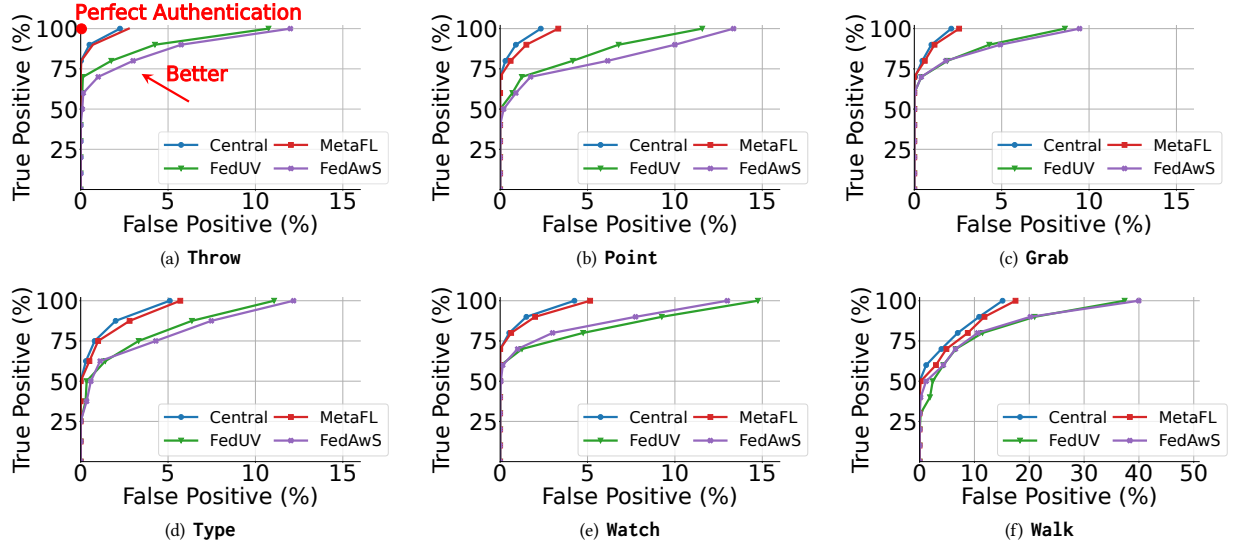 Perfect Authentication
Better
True Positive (%)
100
75
50
25
0 5 10 15
False Positive (%)
Central MetaFL
FedUV FedAwS
(a) Throw
True Positive (%)
100
75
50
25
0 5 10 15
False Positive (%)
Central MetaFL
FedUV FedAwS
(b) Point
True Positive (%)
100
75
50
25
0 5 10 15
False Positive (%)
Central MetaFL
FedUV FedAwS
(c) Grab
True Positive (%)
100
75
50
25
0 5 10 15
False Positive (%)
Central MetaFL
FedUV FedAwS
(d) Type
True Positive (%)
100
75
50
25
0 5 10 15
False Positive (%)
Central MetaFL
FedUV FedAwS
(e) Watch
True Positive (%)
100
75
50
25
0 10 20 30 40 50
False Positive (%)
Central MetaFL
FedUV FedAwS
(f) Walk